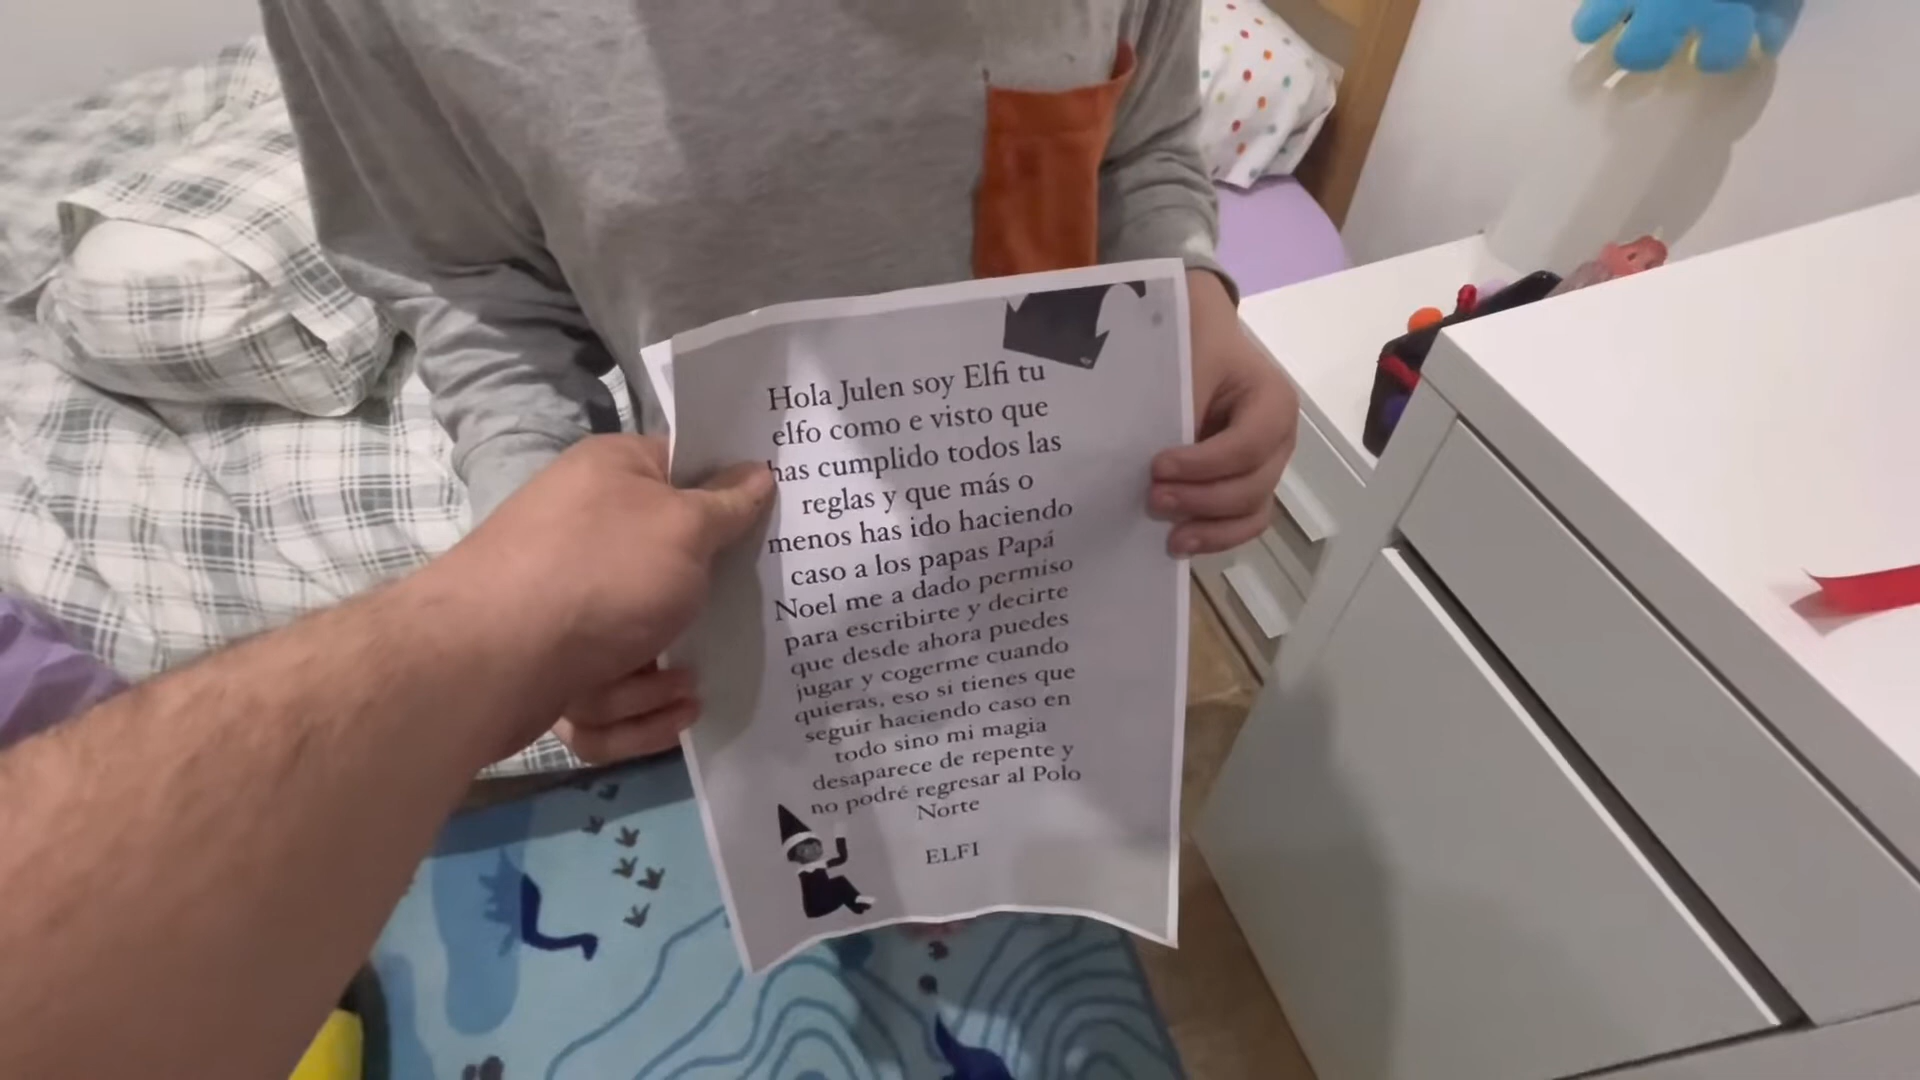 Hola Julen soy Elfi tu
elfo como e visto que
has cumplido todos las
reglas y que más o
menos has ido haciendo
caso a los papas Papá
Noel me a dado permiso
para escribirte y decirte
que desde ahora puedes
jugar y cogerme cuando
quieras, eso si tienes que
seguir haciendo caso en
todo sino mi magia
desaparece de repente y
no podré regresar al Polo
Norte
ELFI